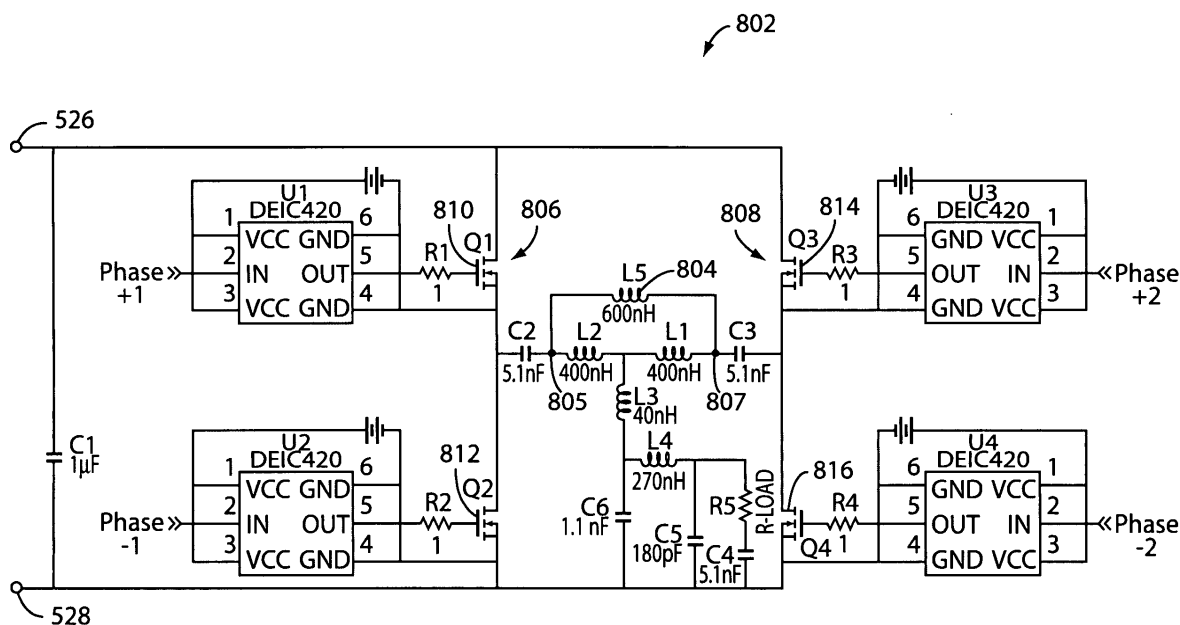 802
526
U1
DEIC420
1 6
VCC GND
2 5
IN OUT
3 4
VCC GND
Phase
+1
R1
1
810
Q1
806
808
Q3
814
R3
1
U3
DEIC420
6 1
GND VCC
5 2
OUT IN
4 3
GND VCC
Phase
+2
L5
804
600nH
C2
5.1nF
L2
400nH
L1
400nH
C3
5.1nF
805
807
L3
40nH
L4
270nH
C1
1μF
U2
DEIC420
1 6
VCC GND
2 5
IN OUT
3 4
VCC GND
Phase
-1
R2
1
812
Q2
C6
1.1 nF
C5
180pF
R5
R-LOAD
C4
5.1nF
816
Q4
R4
1
U4
DEIC420
6 1
GND VCC
5 2
OUT IN
4 3
GND VCC
Phase
-2
528